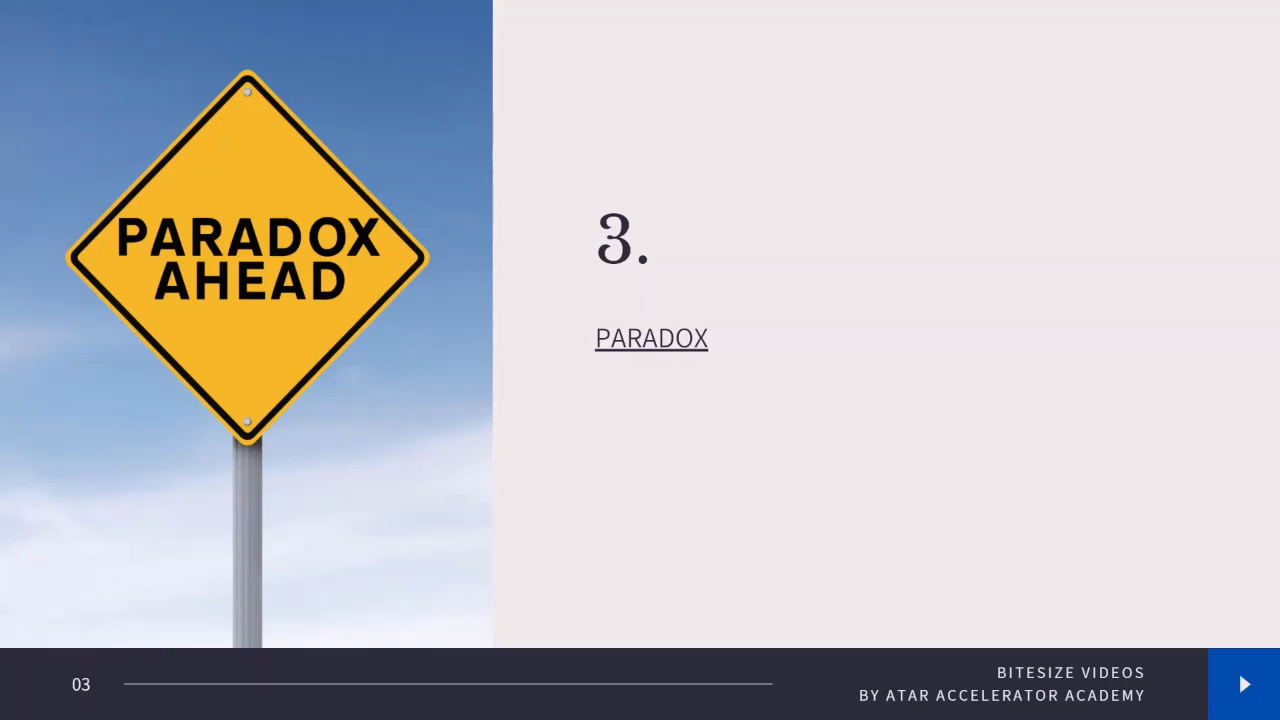 PARADOX
AHEAD
3.
PARADOX
03
BITESIZE VIDEOS
BY ATAR ACCELERATOR ACADEMY